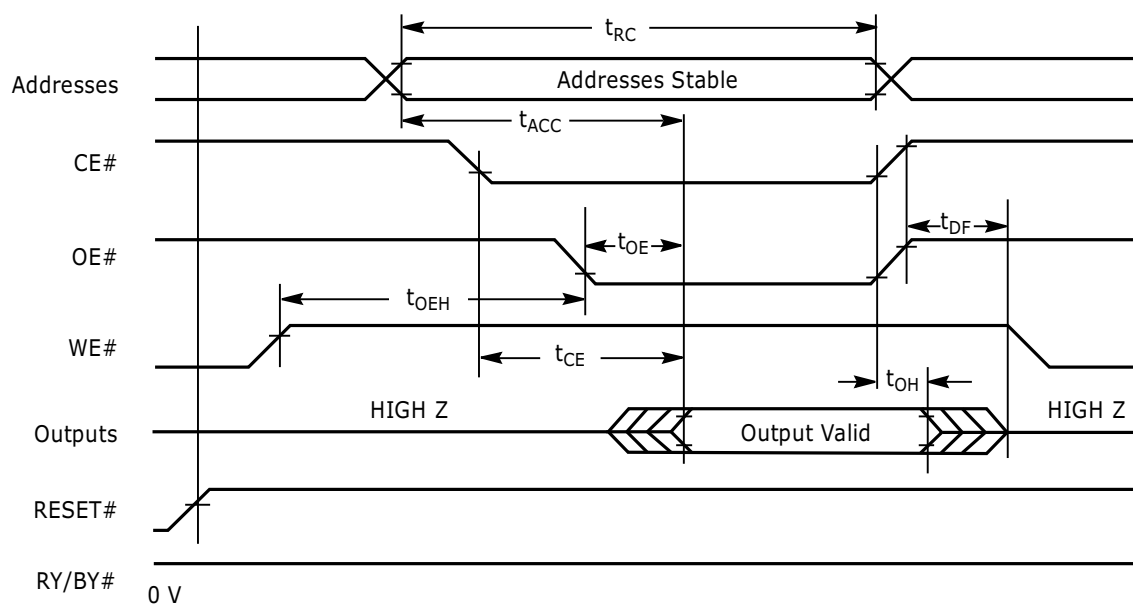 tRC
Addresses
Addresses Stable
tACC
CE#
tDF
OE#
tOE
tOEH
WE#
tCE
tOH
HIGH Z
HIGH Z
Outputs
Output Valid
RESET#
RY/BY#
0 V